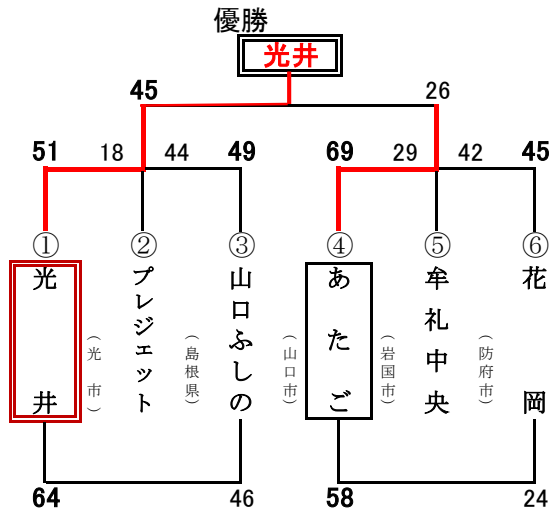 優勝
光井
45
26
51
18
44
49
69
29
42
45
①
②
③
④
⑤
⑥
光井
(光市)
プレジェット
(島根県)
山口ふしの
(山口市)
あたご
(岩国市)
牟礼中央
(防府市)
花岡
64
46
58
24